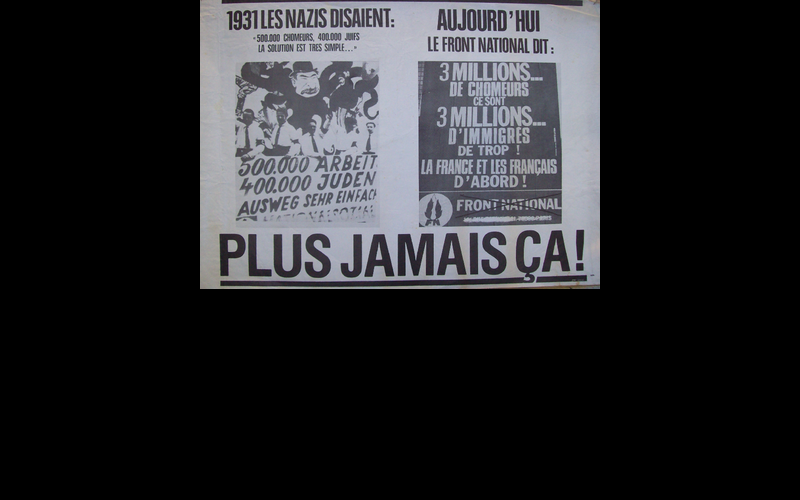 1931 LES NAZIS DISAIENT:
"500.000 CHOMEURS, 400.000 JUIFS
LA SOLUTION EST TRES SIMPLE..."
500.000 ARBEIT
400.000 JUDEN
AUSWEG SEHR EINFACH
AUJOURD'HUI
LE FRONT NATIONAL DIT :
3 MILLIONS...
DE CHOMEURS
CE SONT
3 MILLIONS...
D'IMMIGRES
DE TROP !
LA FRANCE ET LES FRANÇAIS
D'ABORD !
FRONT NATIONAL
PLUS JAMAIS ÇA!